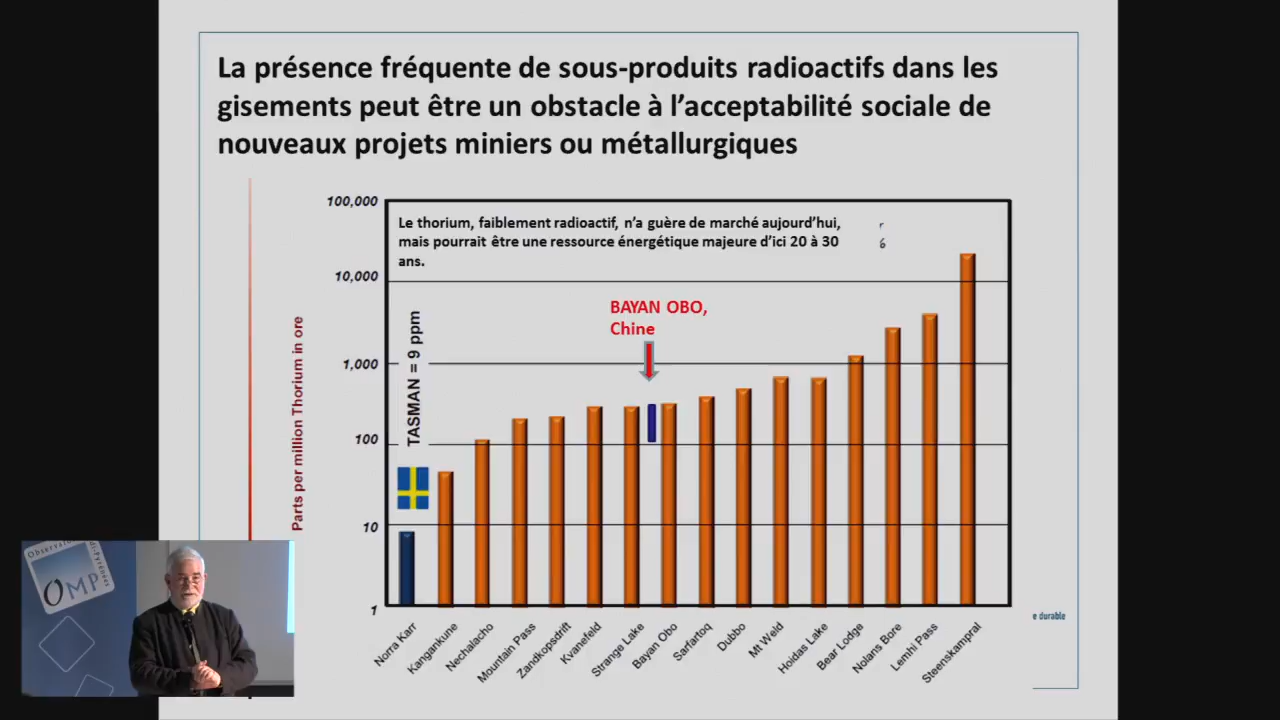 La présence fréquente de sous-produits radioactifs dans les
gisements peut être un obstacle à l'acceptabilité sociale de
nouveaux projets miniers ou métallurgiques
Le thorium, faiblement radioactif, n'a guère de marché aujourd'hui,
mais pourrait être une ressource énergétique majeure d'ici 20 à 30
ans.
BAYAN OBO,
Chine
TASMAN = 9 ppm
Parts per million Thorium in ore
100,000
10,000
1,000
100
10
1
Norra Karr
Kangankune
Nechalacho
Mountain Pass
Zandkopsdrift
Kvanefeld
Strange Lake
Bayan Obo
Sarfartoq
Dubbo
Mt Weld
Hoidas Lake
Bear Lodge
Nolans Bore
Lemhi Pass
Steenskampral
e durable
OMP